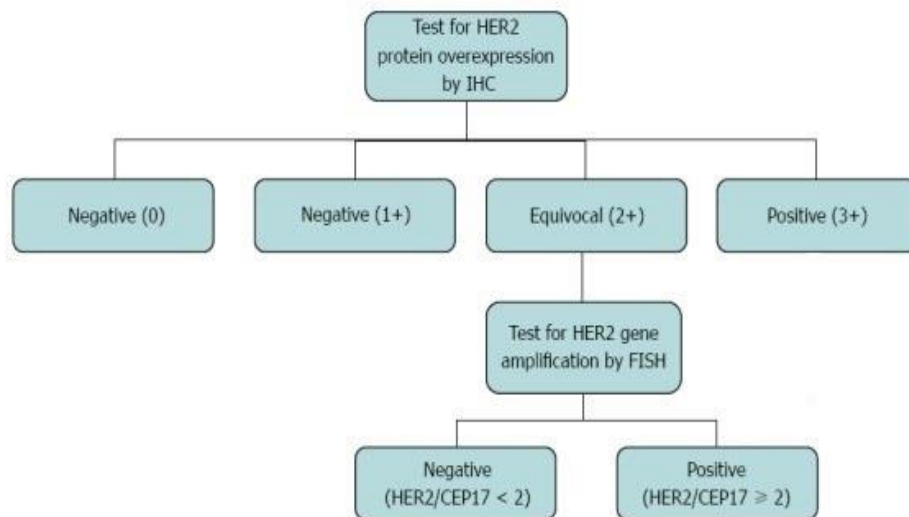 Test for HER2
protein overexpression
by IHC
Negative (0)
Negative (1+)
Equivocal (2+)
Positive (3+)
Test for HER2 gene
amplification by FISH
Negative
(HER2/CEP17 < 2)
Positive
(HER2/CEP17 ⩾ 2)